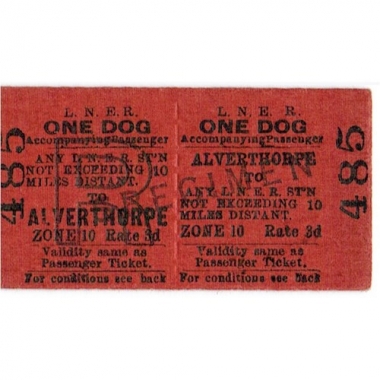 485
L. N. E. R.
ONE DOG
Accompanying Passenger
ANY L. N. E. R. ST'N
NOT EXCEEDING 10
MILES DISTANT.
TO
ALVERTHORPE
ZONE 10 Rate 3d
Validity same as
Passenger Ticket.
For conditions see back
L. N. E. R.
ONE DOG
Accompanying Passenger
ALVERTHORPE
TO
ANY L. N. E. R. ST'N
NOT EXCEEDING 10
MILES DISTANT.
ZONE 10 Rate 3d
Validity same as
Passenger Ticket.
For conditions see back
485
SPECIMEN